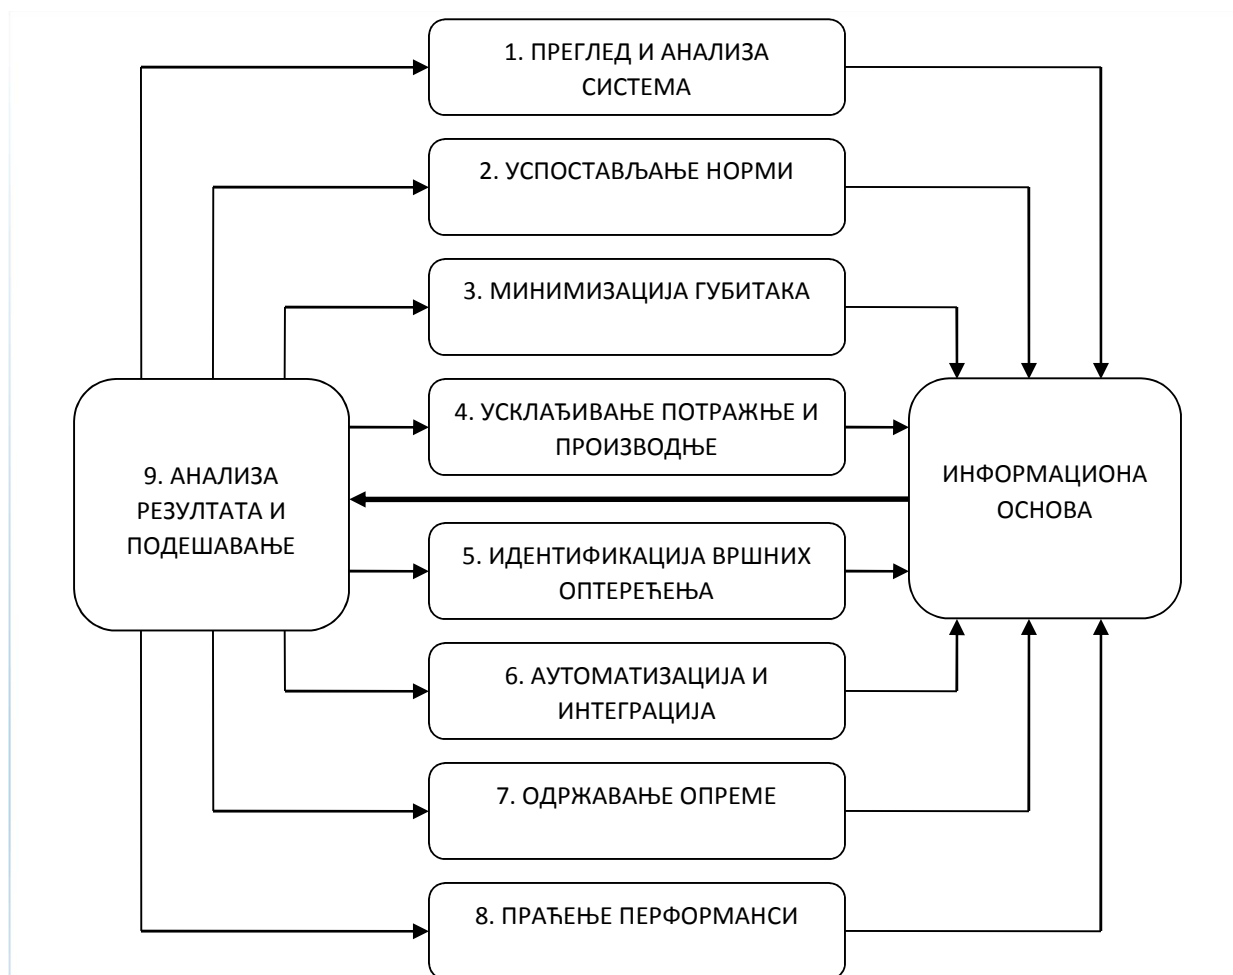 1. ПРЕГЛЕД И АНАЛИЗА
СИСТЕМА
2. УСПОСТАВЉАЊЕ НОРМИ
3. МИНИМИЗАЦИЈА ГУБИТАКА
4. УСКЛАЂИВАЊЕ ПОТРАЖЊЕ И
ПРОИЗВОДЊЕ
9. АНАЛИЗА
РЕЗУЛТАТА И
ПОДЕШАВАЊЕ
ИНФОРМАЦИОНА
ОСНОВА
5. ИДЕНТИФИКАЦИЈА ВРШНИХ
ОПТЕРЕЋЕЊА
6. АУТОМАТИЗАЦИЈА И
ИНТЕГРАЦИЈА
7. ОДРЖАВАЊЕ ОПРЕМЕ
8. ПРАЋЕЊЕ ПЕРФОРМАНСИ